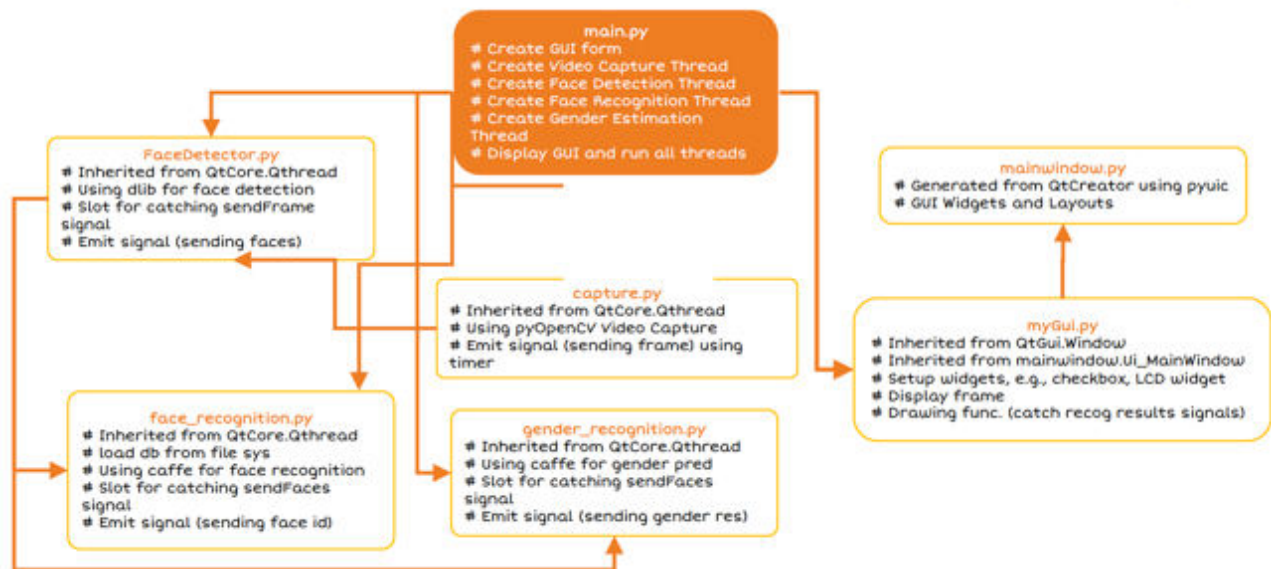 main.py
# Create GUI form
# Create Video Capture Thread
# Create Face Detection Thread
# Create Face Recognition Thread
# Create Gender Estimation
Thread
# Display GUI and run all threads
FaceDetector.py
# Inherited from QtCore.Qthread
# Using dlib for face detection
# Slot for catching sendFrame
signal
# Emit signal (sending faces)
mainwindow.py
# Generated from QtCreator using pyuic
# GUI Widgets and Layouts
capture.py
# Inherited from QtCore.Qthread
# Using pyOpenCV Video Capture
# Emit signal (sending frame) using
timer
myGui.py
# Inherited from QtGui.Window
# Inherited from mainwindow.Ui_MainWindow
# Setup widgets, e.g., checkbox, LCD widget
# Display frame
# Drawing func. (catch recog results signals)
face_recognition.py
# Inherited from QtCore.Qthread
# load db from file sys
# Using caffe for face recognition
# Slot for catching sendFaces
signal
# Emit signal (sending face id)
gender_recognition.py
# Inherited from QtCore.Qthread
# Using caffe for gender pred
# Slot for catching sendFaces
signal
# Emit signal (sending gender res)